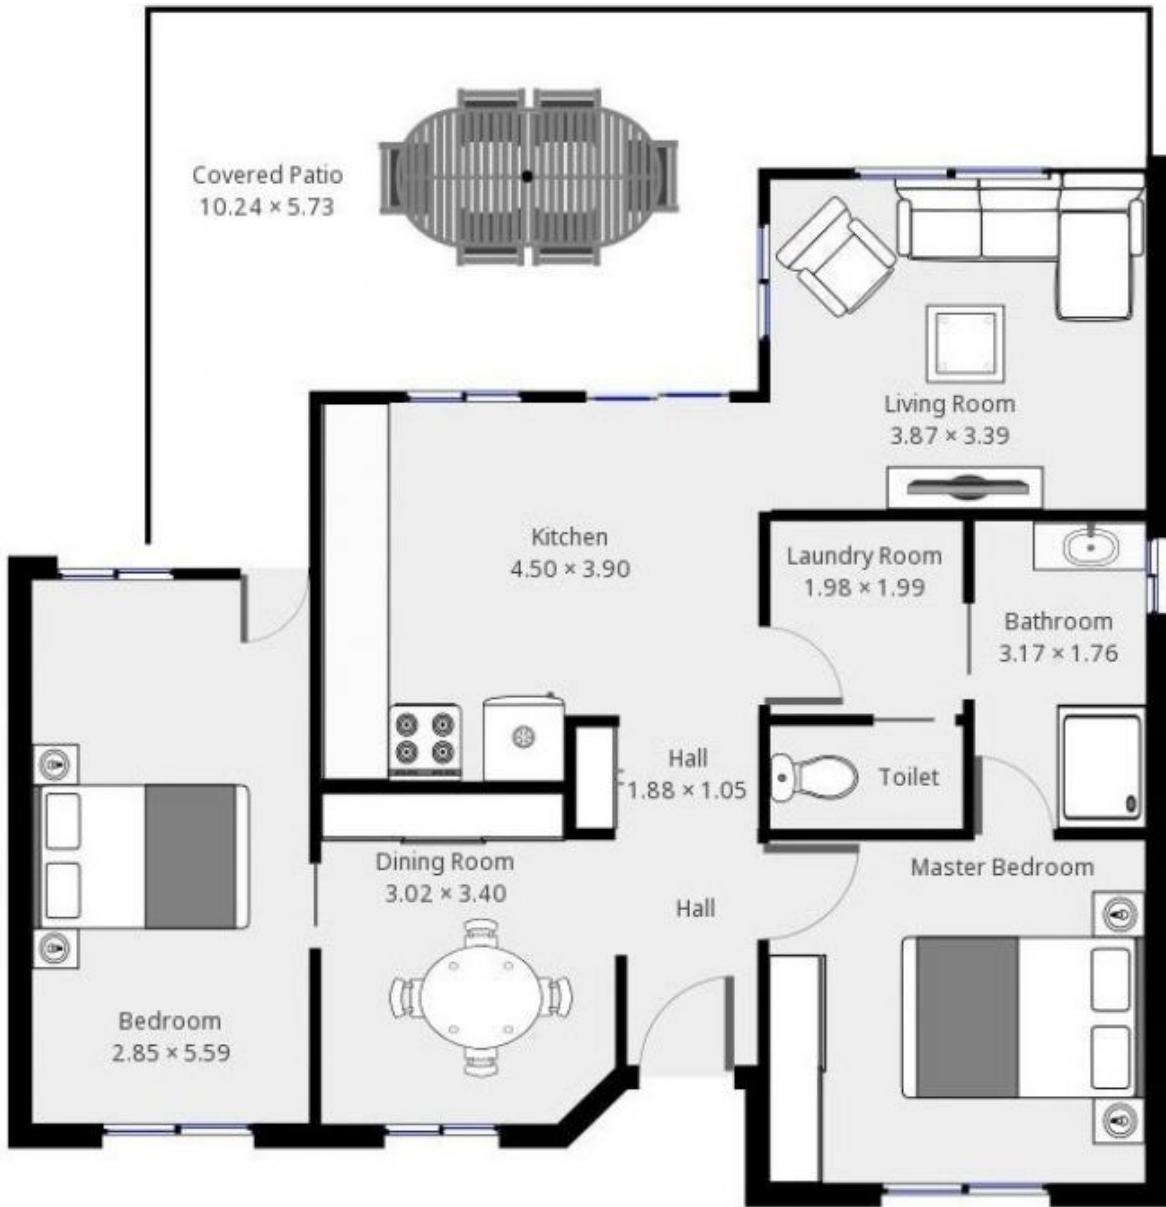 Covered Patio
10.24 × 5.73
Living Room
3.87 × 3.39
Kitchen
4.50 × 3.90
Laundry Room
1.98 × 1.99
Bathroom
3.17 × 1.76
Hall
1.88 × 1.05
Toilet
Dining Room
3.02 × 3.40
Master Bedroom
Hall
Bedroom
2.85 × 5.59